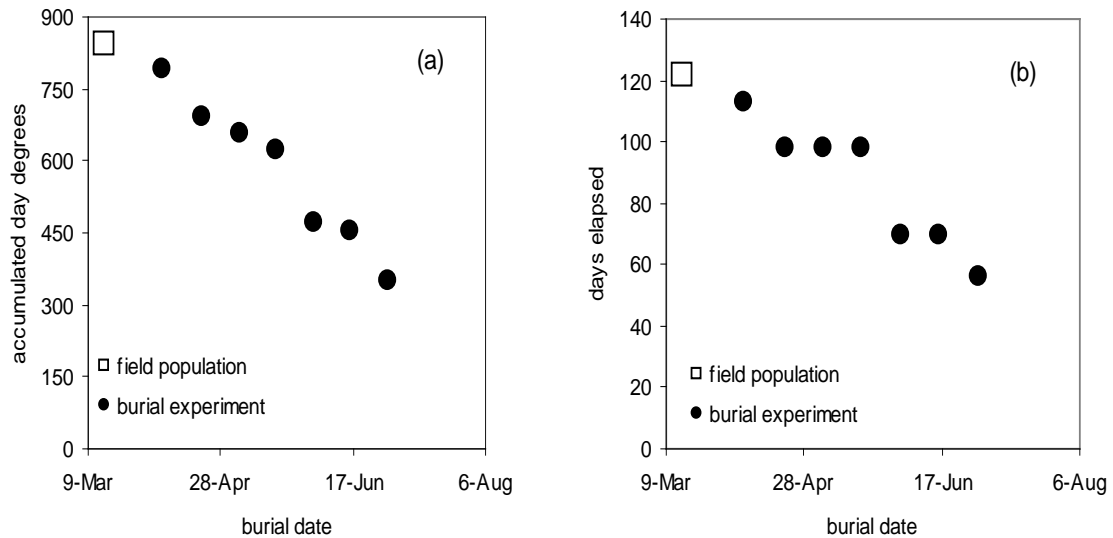 900
750
600
450
300
150
0
accumulated day degrees
(a)
field population
burial experiment
9-Mar 28-Apr 17-Jun 6-Aug
burial date
140
120
100
80
60
40
20
0
days elapsed
(b)
field population
burial experiment
9-Mar 28-Apr 17-Jun 6-Aug
burial date